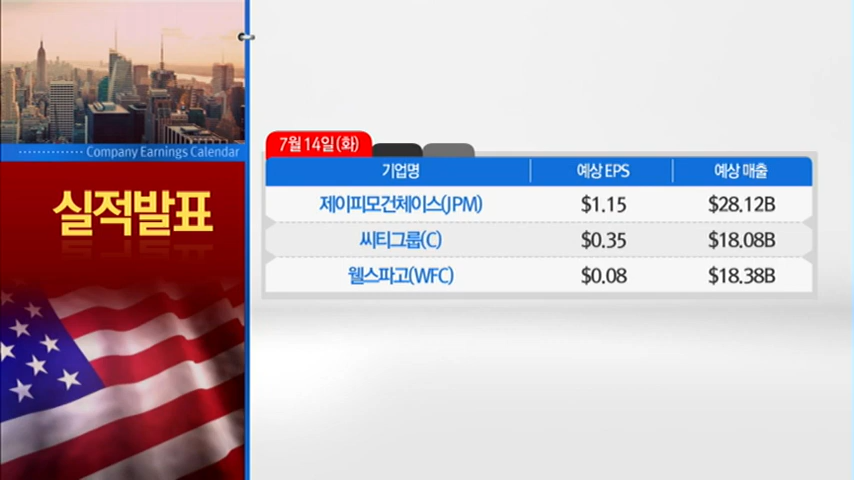 Company Earnings Calendar
실적발표
7월 14일(화)
기업명 예상 EPS 예상 매출
제이피모건체이스(JPM) $1.15 $28.12B
씨티그룹(C) $0.35 $18.08B
웰스파고(WFC) $0.08 $18.38B